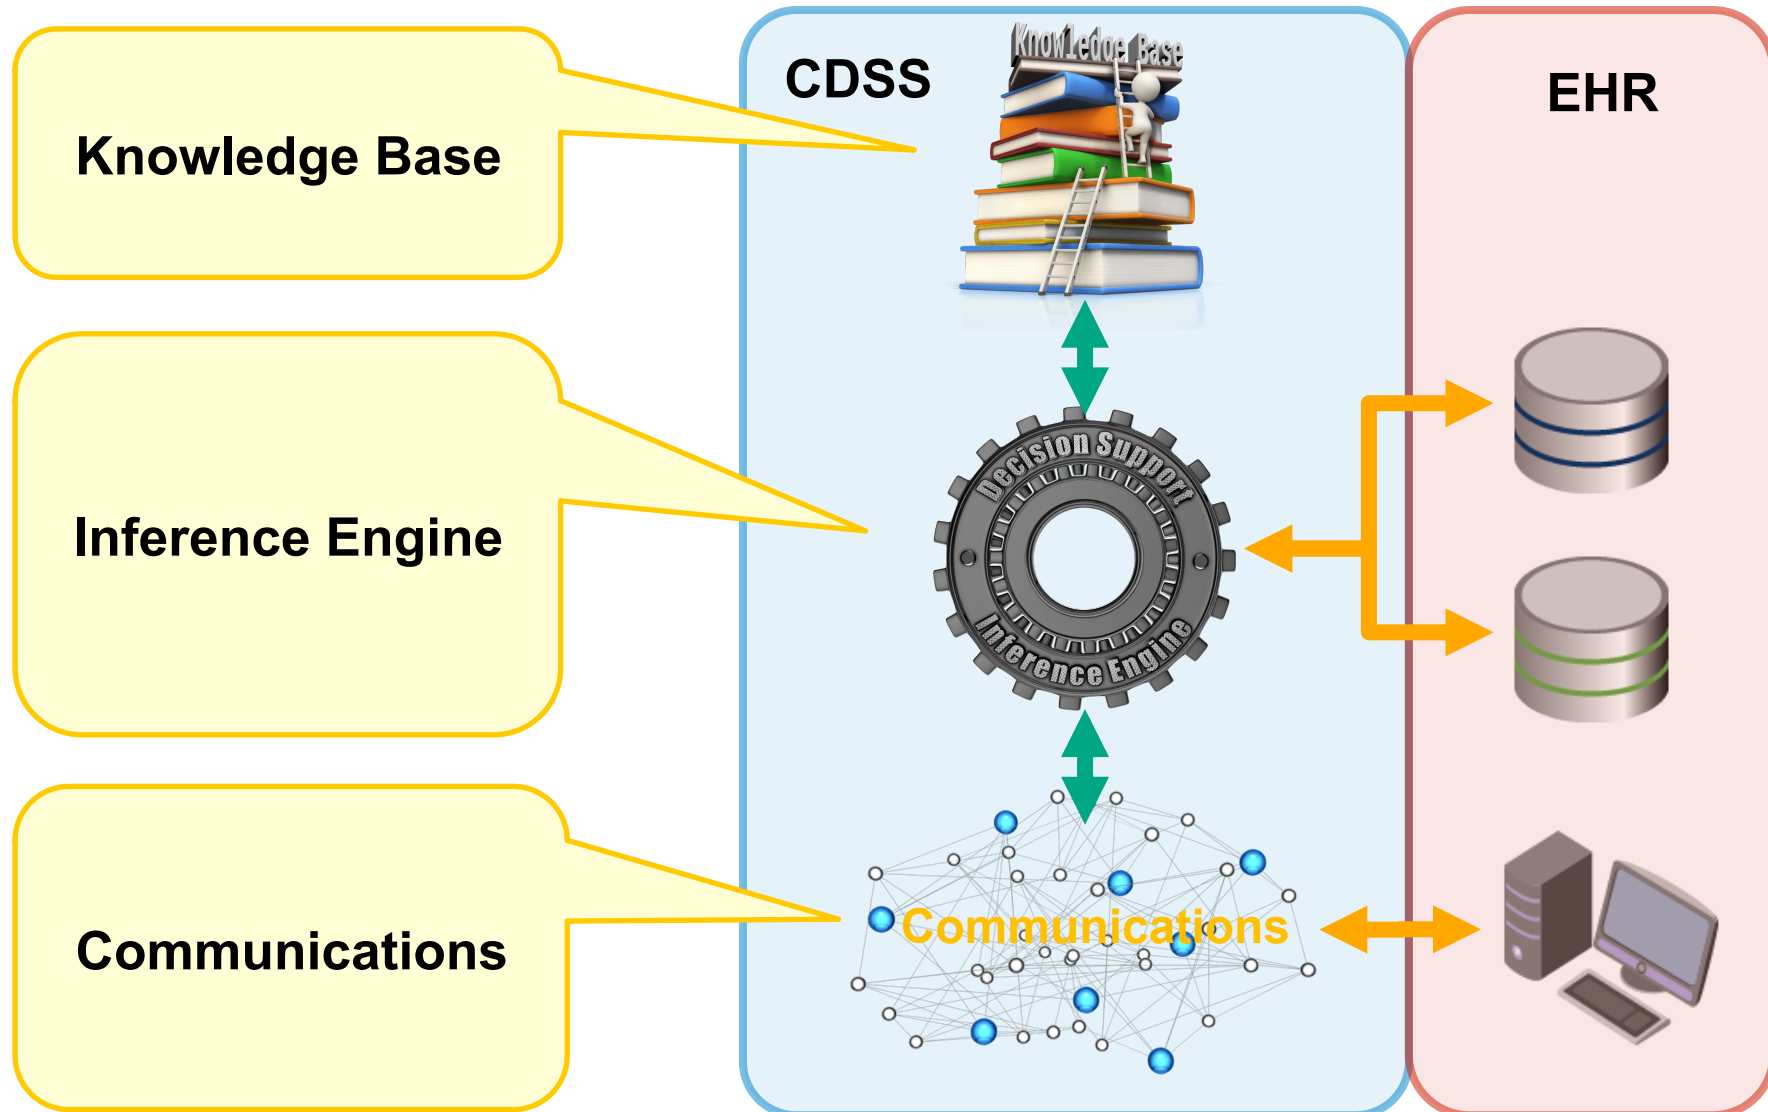 Knowledge Base
CDSS
Knowledge Base
EHR
Inference Engine
Decision Support
Inference Engine
Communications
Communications